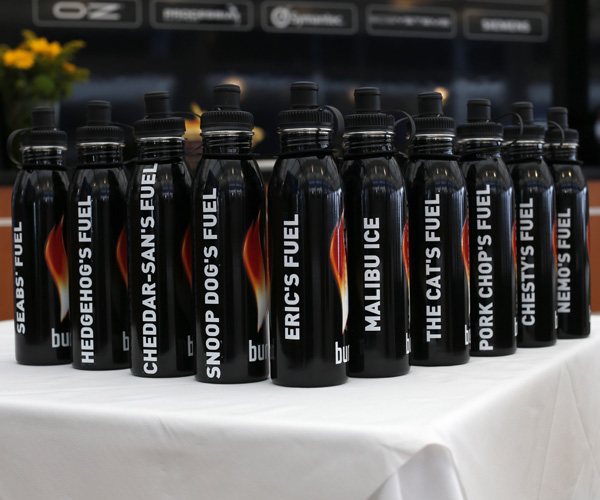 OZ
Symantec
SIEMENS
SEABS' FUEL
HEDGEHOG'S FUEL
CHEDDAR-SAN'S FUEL
SNOOP DOG'S FUEL
ERIC'S FUEL
MALIBU ICE
THE CAT'S FUEL
PORK CHOP'S FUEL
CHESTY'S FUEL
NEMO'S FUEL